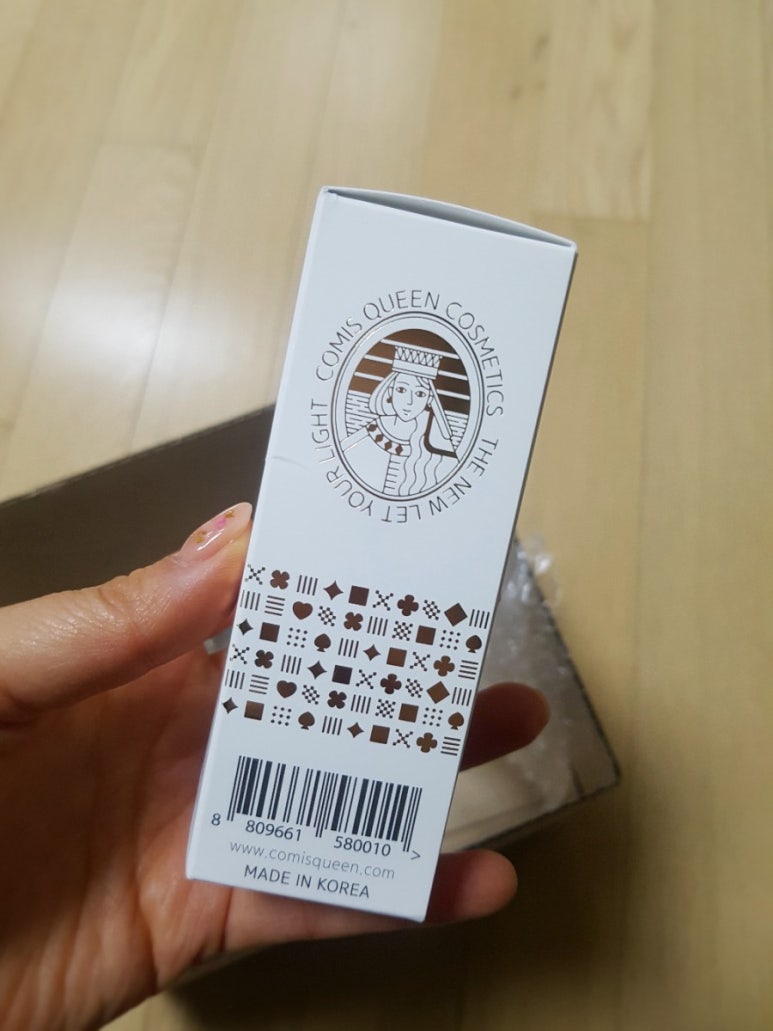 COMIS QUEEN COSMETICS THE NEW LET YOUR LIGHT
8 809661 580010 >
www.comisqueen.com
MADE IN KOREA